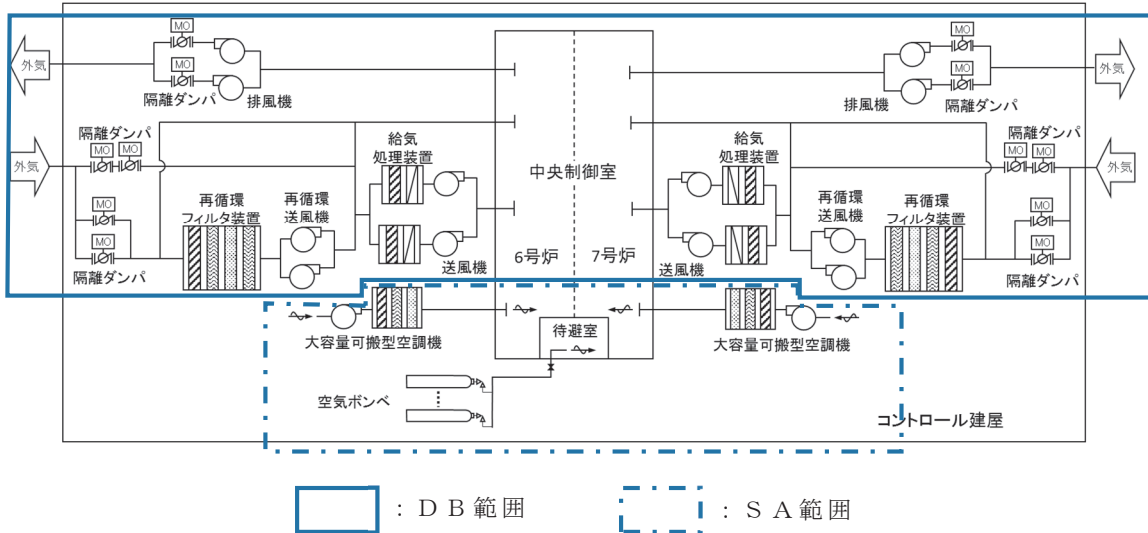 MO
MO
外気
隔離ダンパ
排風機
MO
MO
外気
排風機
隔離ダンパ
隔離ダンパ
MO
MO
外気
MO
MO
隔離ダンパ
再循環
フィルタ装置
再循環
送風機
給気
処理装置
送風機
中央制御室
6号炉
7号炉
給気
処理装置
送風機
再循環
送風機
再循環
フィルタ装置
隔離ダンパ
MO
MO
外気
MO
MO
隔離ダンパ
大容量可搬型空調機
待避室
大容量可搬型空調機
空気ボンベ
コントロール建屋
：ＤＢ範囲
：ＳＡ範囲